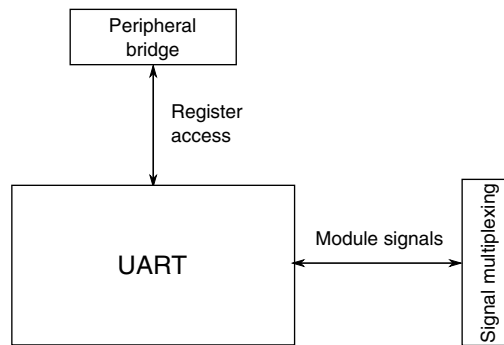 Peripheral
bridge
Register
access
UART
Module signals
Signal multiplexing